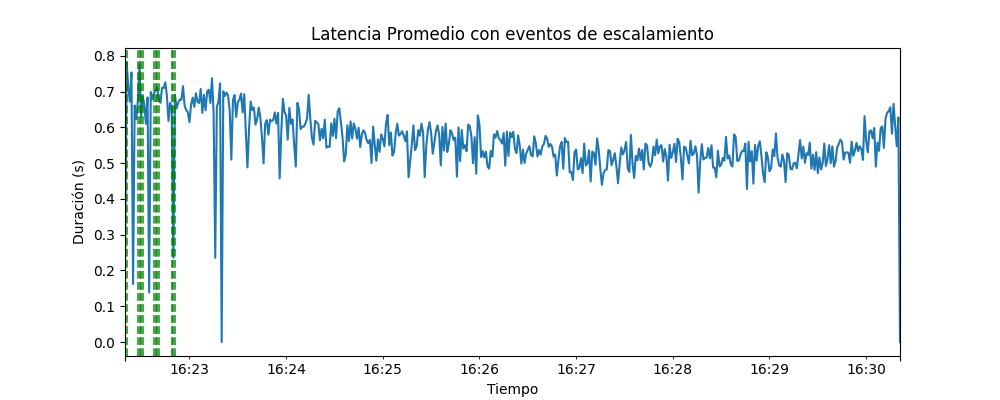 Latencia Promedio con eventos de escalamiento
Duración (s)
0.8
0.7
0.6
0.5
0.4
0.3
0.2
0.1
0.0
16:23 16:24 16:25 16:26 16:27 16:28 16:29 16:30
Tiempo